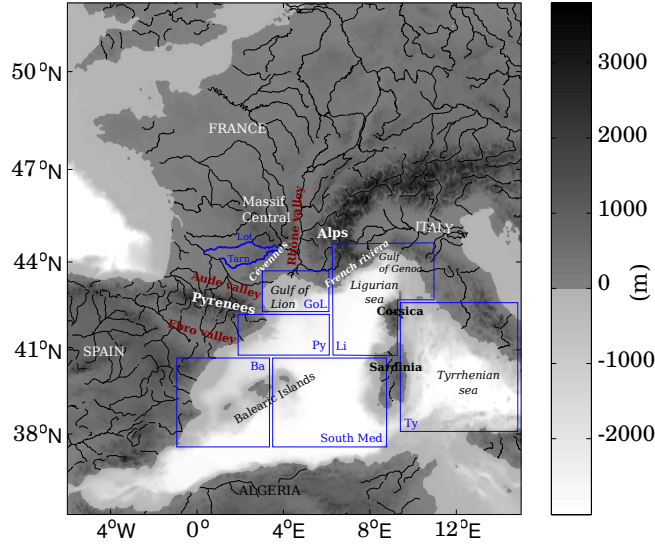 50°N
47°N
44°N
41°N
38°N
4°W
0°
4°E
8°E
12°E
FRANCE
Massif
Central
Rhône valley
Alps
ITALY
Lot
Tarn
Cévennes
French riviera
Gulf
of Genoa
Aude valley
Gulf of
Lion
GoL
Ligurian
sea
Pyrenees
Corsica
Ebro valley
Py
Li
SPAIN
Ba
Sardinia
Tyrrhenian
sea
Balearic Islands
South Med
Ty
ALGERIA
3000
2000
1000
0
-1000
-2000
(m)